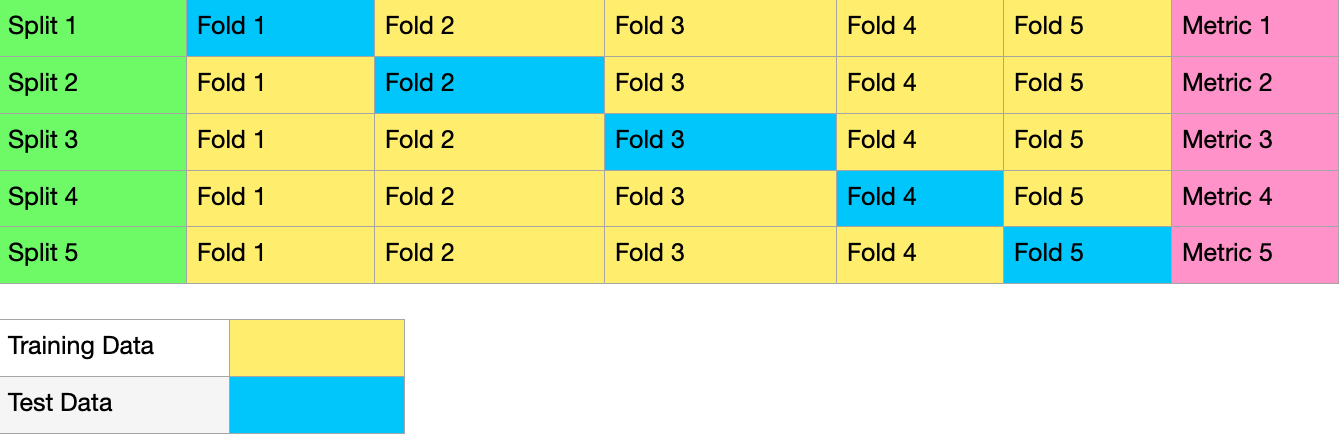 Split 1 Fold 1 Fold 2 Fold 3 Fold 4 Fold 5 Metric 1
Split 2 Fold 1 Fold 2 Fold 3 Fold 4 Fold 5 Metric 2
Split 3 Fold 1 Fold 2 Fold 3 Fold 4 Fold 5 Metric 3
Split 4 Fold 1 Fold 2 Fold 3 Fold 4 Fold 5 Metric 4
Split 5 Fold 1 Fold 2 Fold 3 Fold 4 Fold 5 Metric 5
Training Data
Test Data